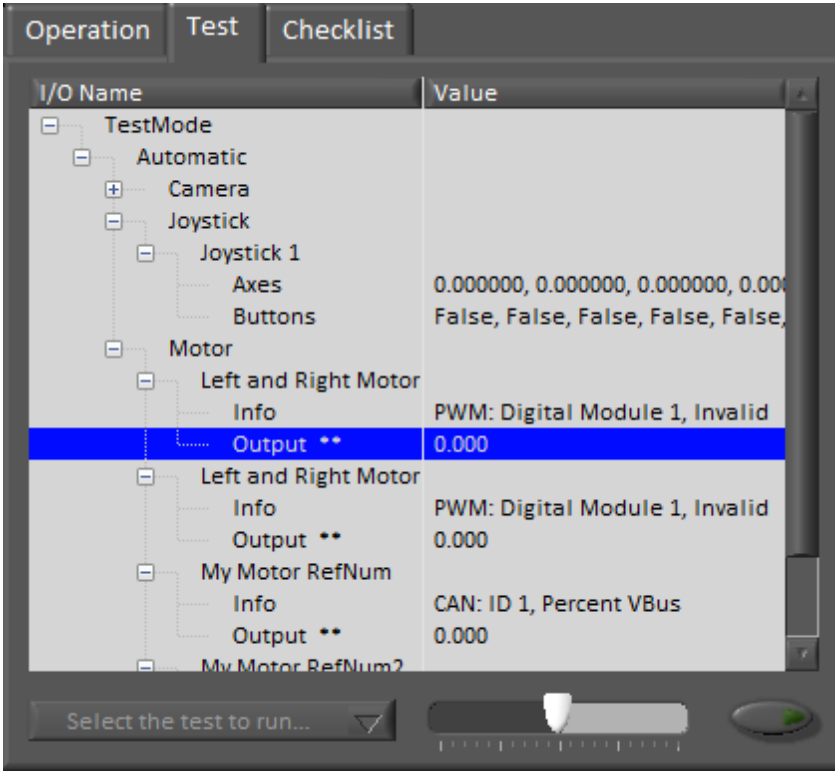 Operation Test Checklist
I/O Name Value
TestMode
Automatic
Camera
Joystick
Joystick 1
Axes 0.000000, 0.000000, 0.000000, 0.000
Buttons False, False, False, False, False,
Motor
Left and Right Motor
Info PWM: Digital Module 1, Invalid
Output ** 0.000
Left and Right Motor
Info PWM: Digital Module 1, Invalid
Output ** 0.000
My Motor RefNum
Info CAN: ID 1, Percent VBus
Output ** 0.000
My Motor RefNum2
Select the test to run...